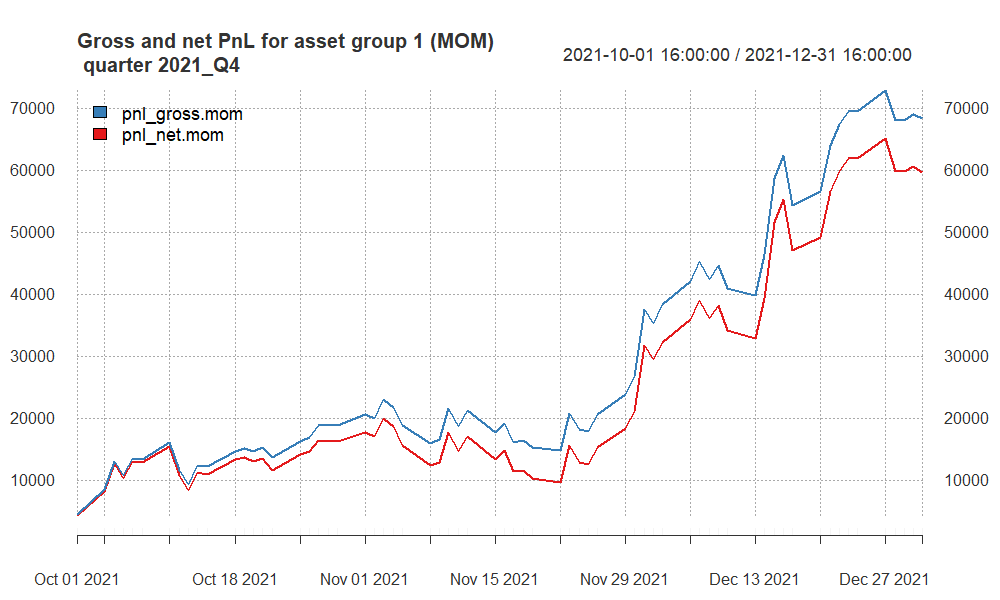 Gross and net PnL for asset group 1 (MOM)
quarter 2021_Q4
2021-10-01 16:00:00 / 2021-12-31 16:00:00
pnl_gross.mom
pnl_net.mom
70000 70000
60000 60000
50000 50000
40000 40000
30000 30000
20000 20000
10000 10000
Oct 01 2021 Oct 18 2021 Nov 01 2021 Nov 15 2021 Nov 29 2021 Dec 13 2021 Dec 27 2021